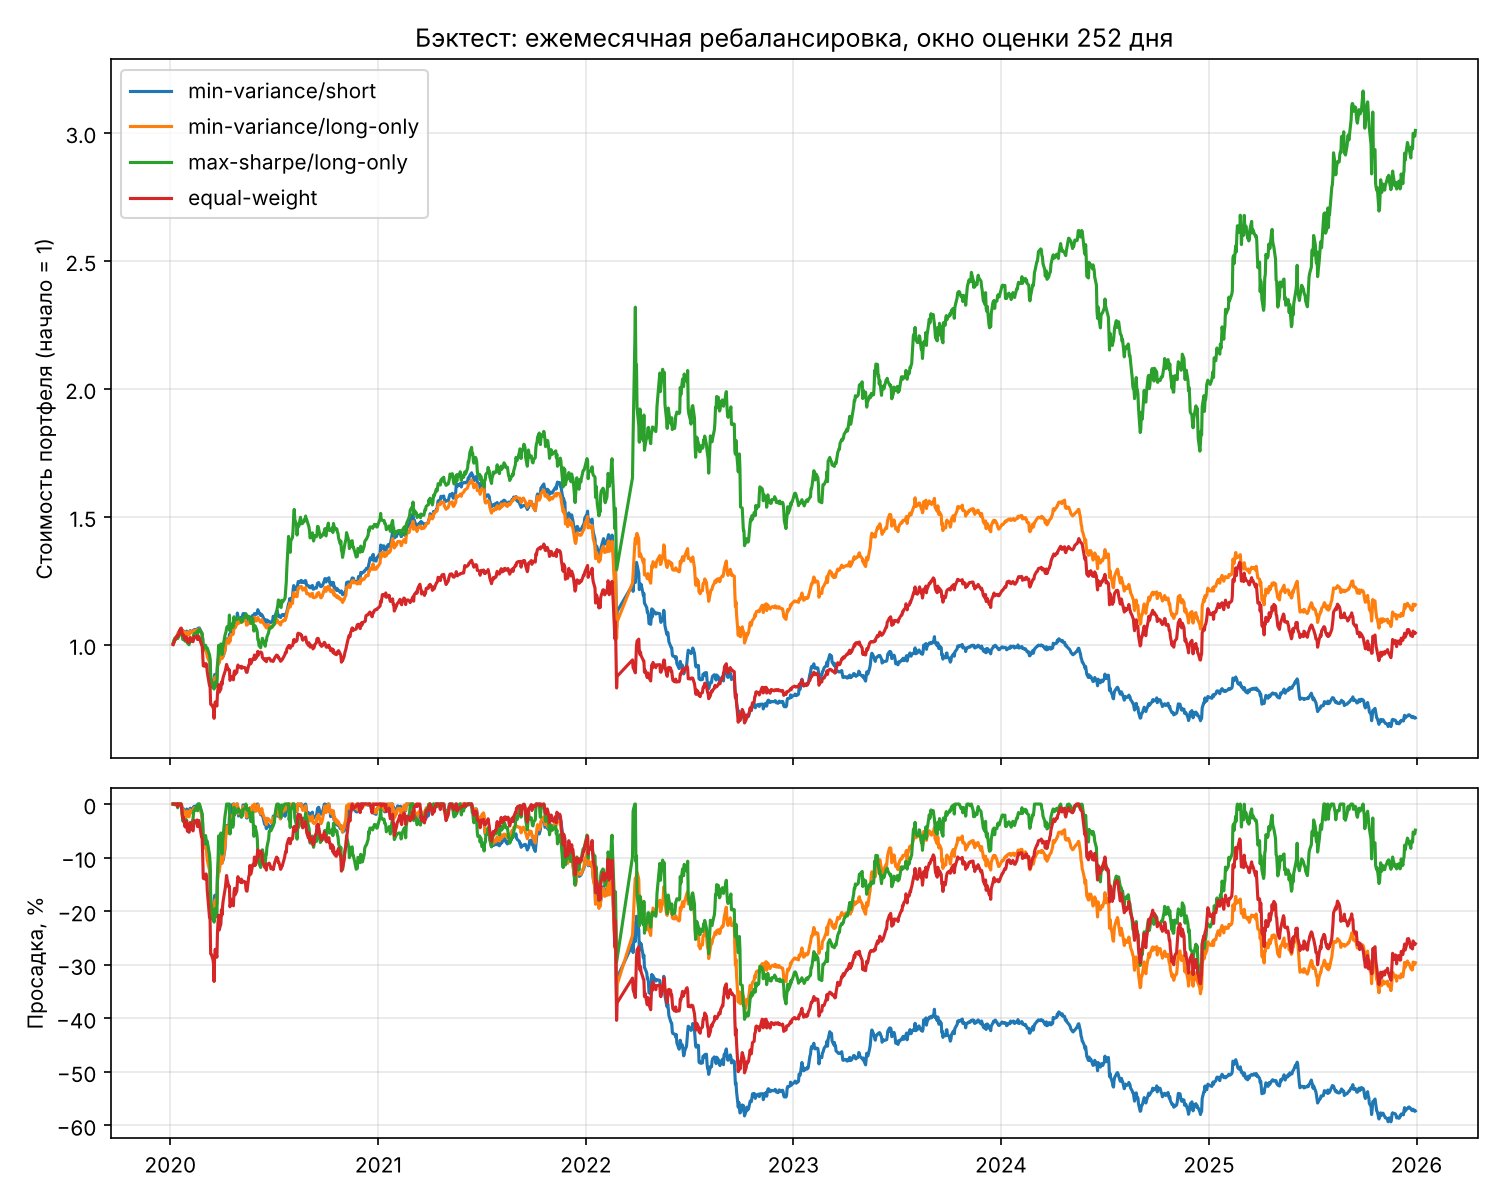 Бэктест: ежемесячная ребалансировка, окно оценки 252 дня
min-variance/short
min-variance/long-only
max-sharpe/long-only
equal-weight
Стоимость портфеля (начало = 1)
3.0
2.5
2.0
1.5
1.0
Просадка, %
0
−10
−20
−30
−40
−50
−60
2020 2021 2022 2023 2024 2025 2026